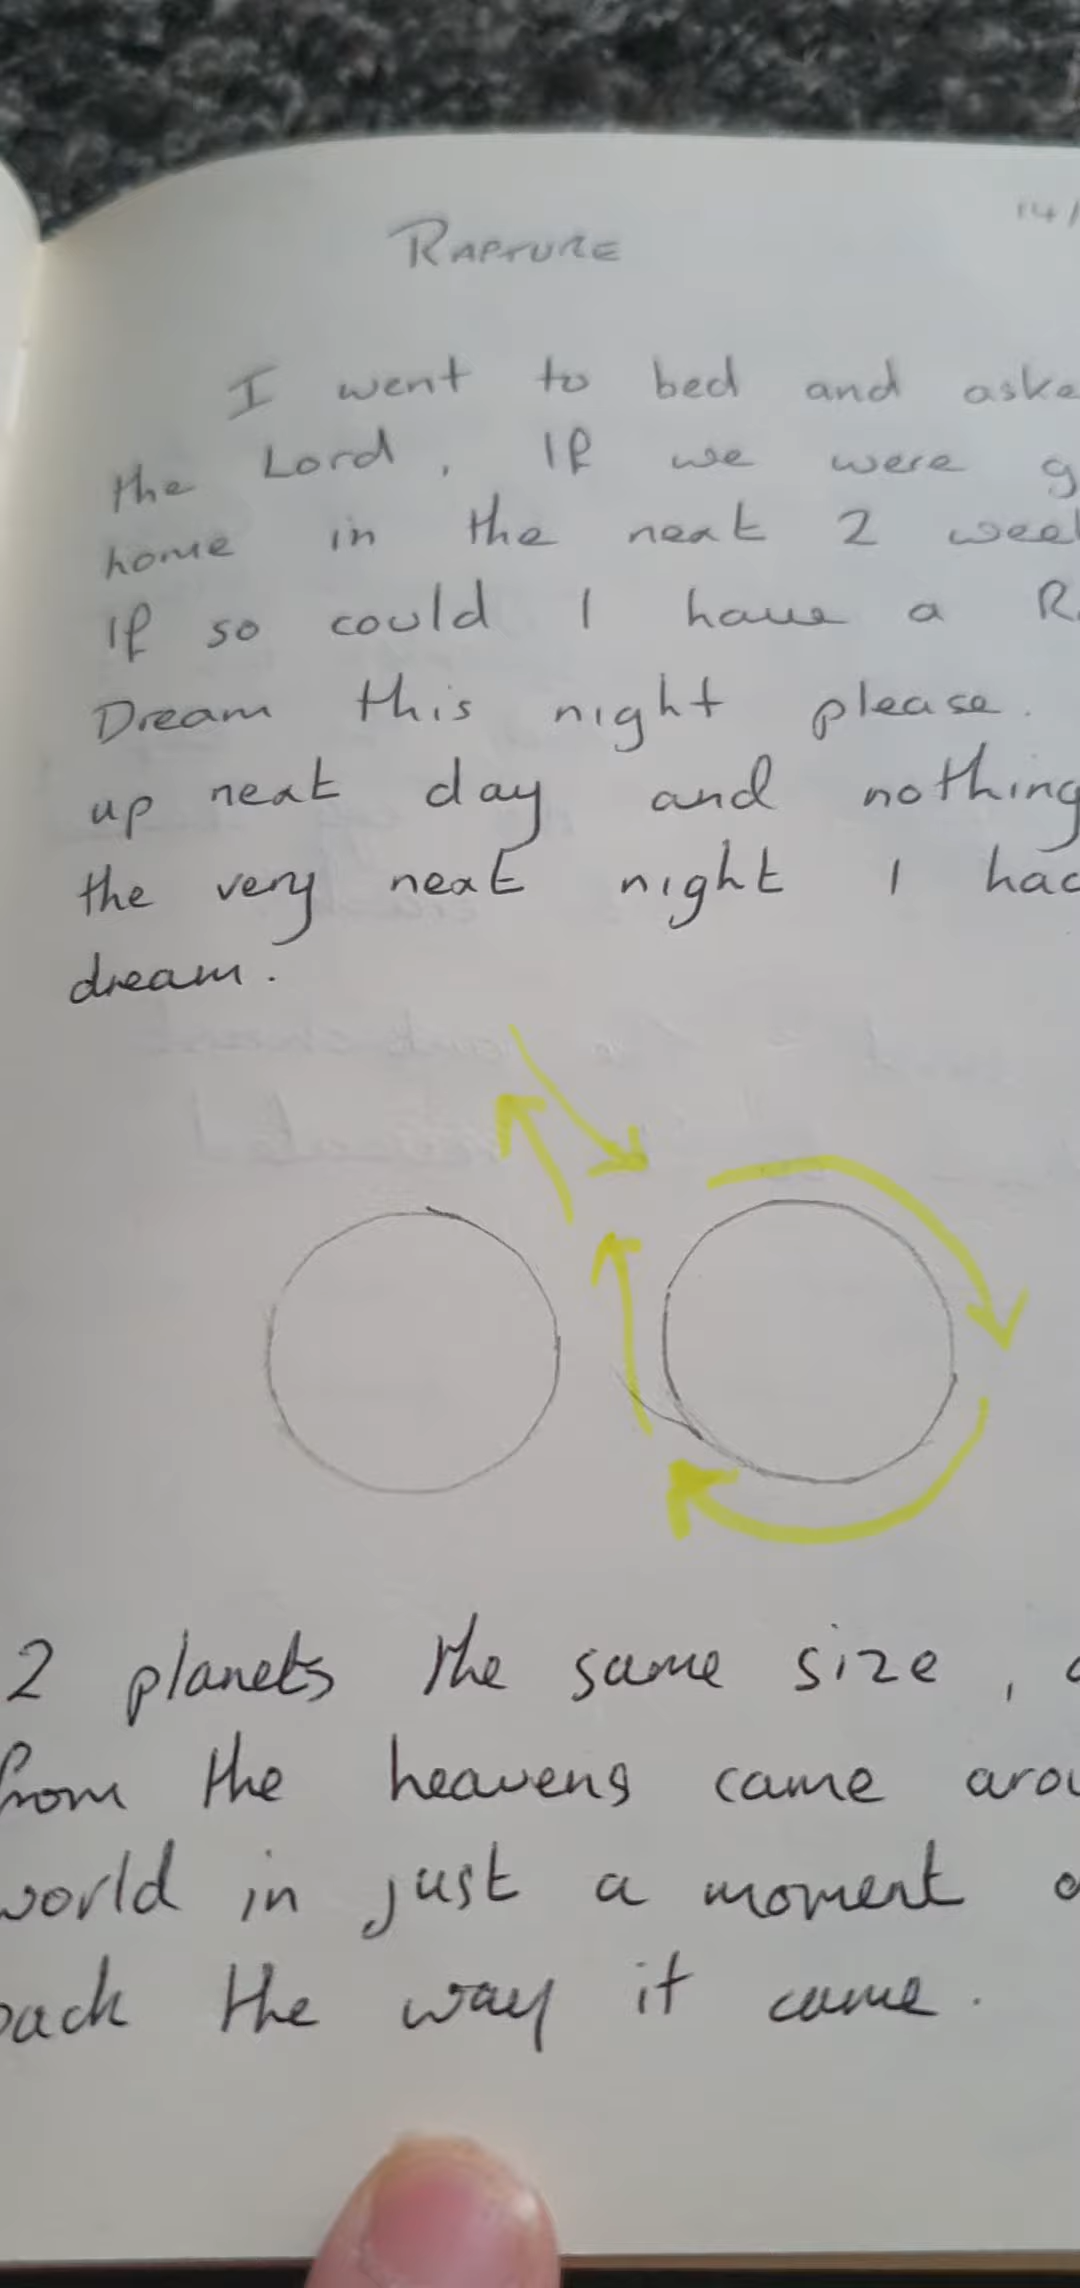 RAPTURE
14/
I went to bed and aske
the Lord, If we were g
home in the next 2 week
If so could I have a R
Dream this night please.
up next day and nothing
the very next night I had
dream.
2 planets the same size,
from the heavens came arou
world in just a moment
back the way it came.